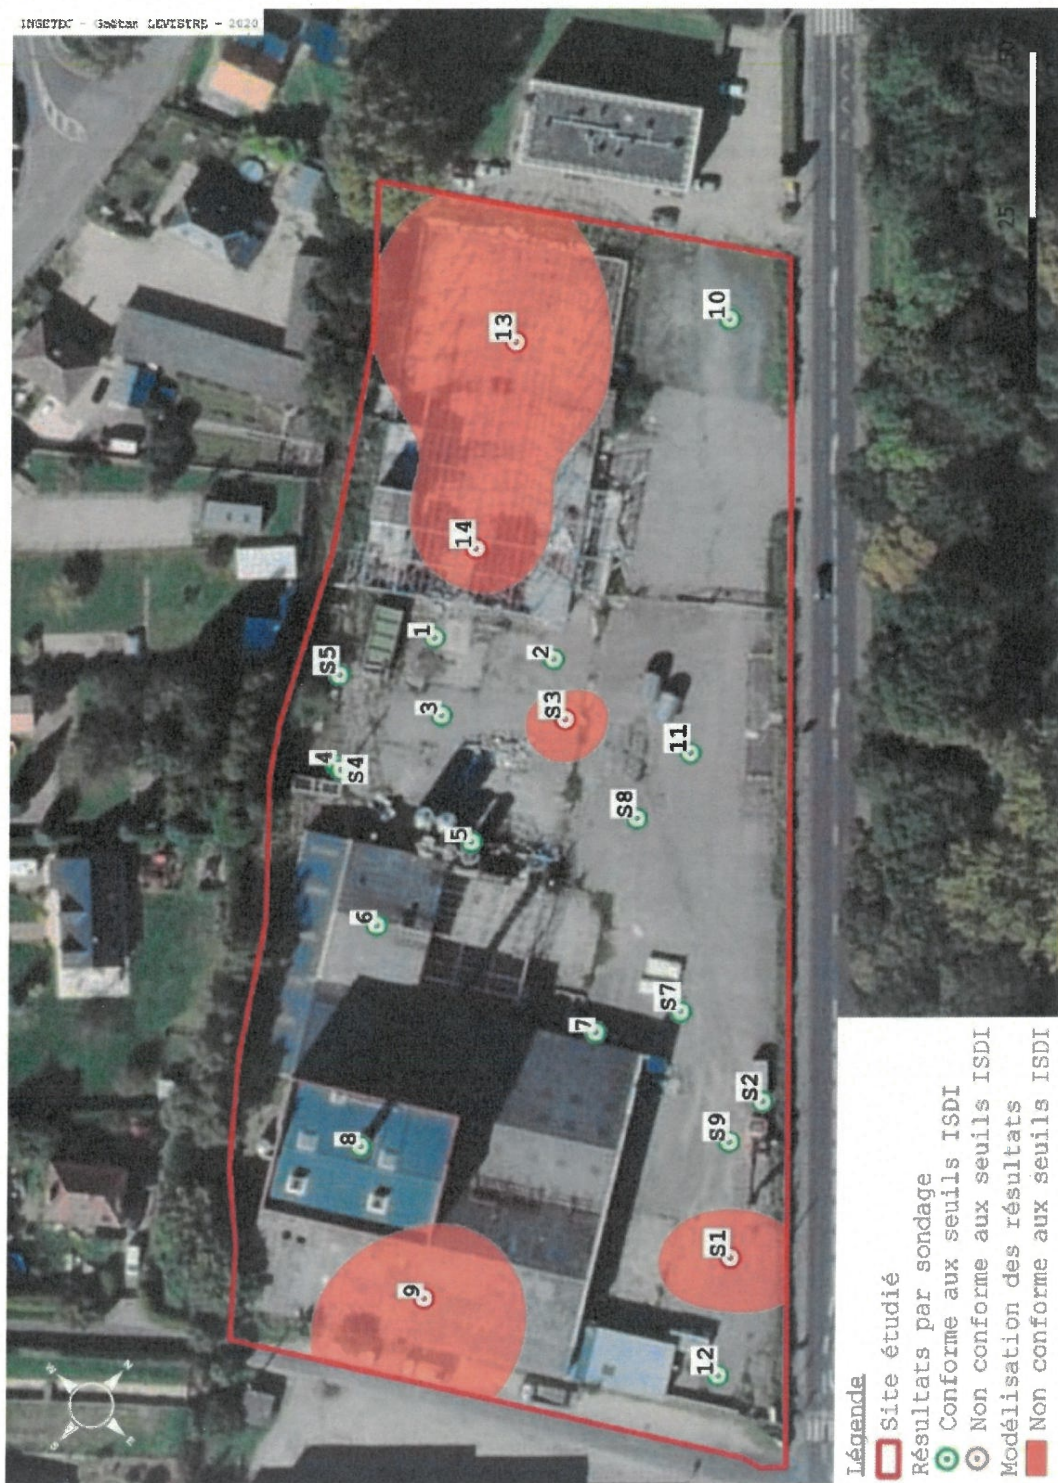 INGETEC - Gaëtan LEVISTRE - 2020
13
10
14
1
2
S5
3
S3
4
S4
11
S8
5
6
S7
7
S2
S9
8
S1
9
12
25
Légende
Site étudié
Résultats par sondage
Conforme aux seuils ISDI
Non conforme aux seuils ISDI
Modélisation des résultats
Non conforme aux seuils ISDI